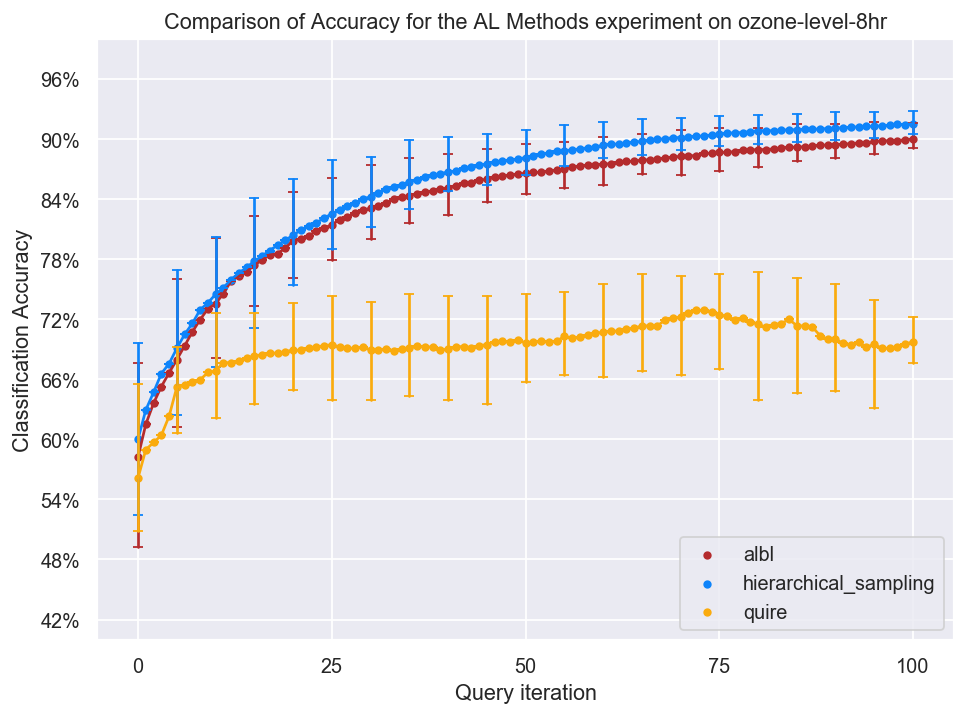 Comparison of Accuracy for the AL Methods experiment on ozone-level-8hr
96%
90%
84%
78%
72%
66%
60%
54%
48%
42%
Classification Accuracy
0
25
50
75
100
Query iteration
albl
hierarchical_sampling
quire